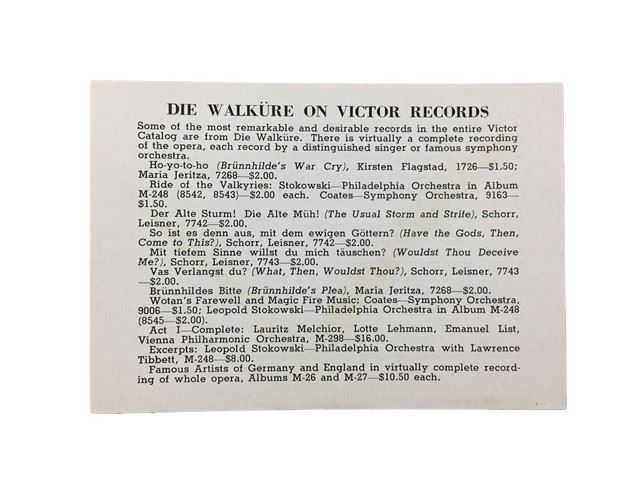 DIE WALKÜRE ON VICTOR RECORDS
Some of the most remarkable and desirable records in the entire Victor
Catalog are from Die Walküre. There is virtually a complete recording
of the opera, each record by a distinguished singer or famous symphony
orchestra.
Ho-yo-to-ho (Brünnhilde's War Cry), Kirsten Flagstad, 1726—$1.50;
Maria Jeritza, 7268—$2.00.
Ride of the Valkyries: Stokowski—Philadelphia Orchestra in Album
M-248 (8542, 8543)—$2.00 each. Coates—Symphony Orchestra, 9163—
$1.50.
Der Alte Sturm! Die Alte Müh! (The Usual Storm and Strife), Schorr,
Leisner, 7742—$2.00.
So ist es denn aus, mit dem ewigen Göttern? (Have the Gods, Then,
Come to This?), Schorr, Leisner, 7742—$2.00.
Mit tiefem Sinne willst du mich täuschen? (Wouldst Thou Deceive
Me?), Schorr, Leisner, 7743—$2.00.
Vas Verlangst du? (What, Then, Wouldst Thou?), Schorr, Leisner, 7743
—$2.00.
Brünnhildes Bitte (Brünnhilde's Plea), Maria Jeritza, 7268—$2.00.
Wotan's Farewell and Magic Fire Music: Coates—Symphony Orchestra,
9006—$1.50; Leopold Stokowski—Philadelphia Orchestra in Album M-248
(8545—$2.00).
Act I—Complete: Lauritz Melchior, Lotte Lehmann, Emanuel List,
Vienna Philharmonic Orchestra, M-298—$16.00.
Excerpts: Leopold Stokowski—Philadelphia Orchestra with Lawrence
Tibbett, M-248—$8.00.
Famous Artists of Germany and England in virtually complete record-
ing of whole opera, Albums M-26 and M-27—$10.50 each.